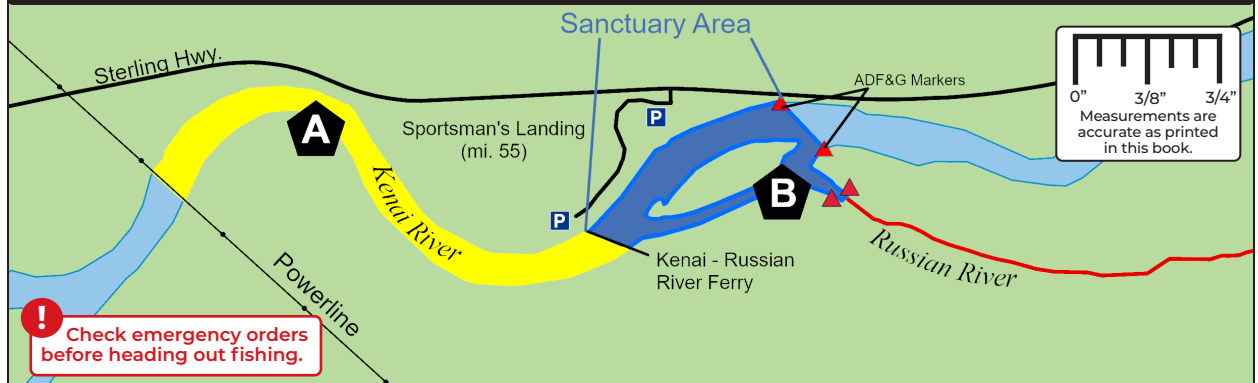 Sanctuary Area
Sterling Hwy.
ADF&G Markers
0” 3/8” 3/4”
Measurements are
accurate as printed
in this book.
A
Sportsman's Landing
(mi. 55)
P
P
Kenai River
B
Russian River
Kenai - Russian
River Ferry
Powerline
!
Check emergency orders
before heading out fishing.